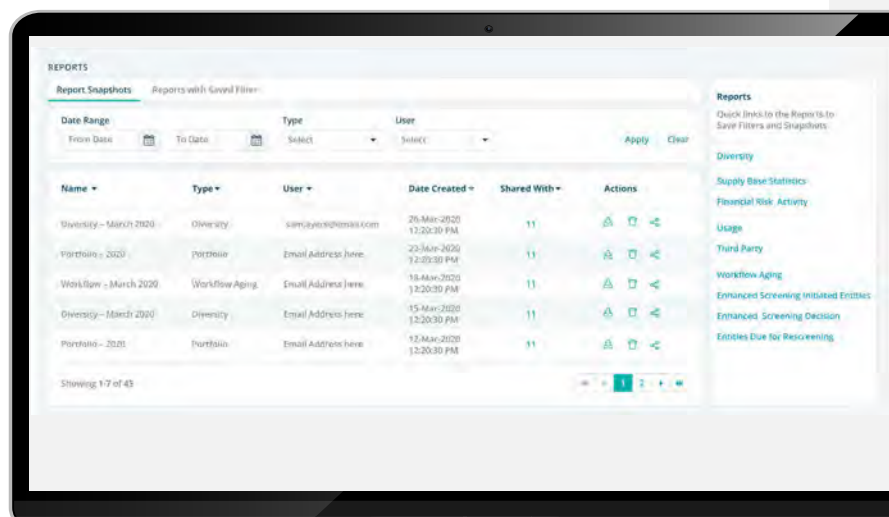 REPORTS
Report Snapshots Reports with Saved Filter
Date Range Type User
From Date To Date Select Select Apply Clear
Name Type User Date Created Shared With Actions
Diversity – March 2020 Diversity 26-Mar-2020 12:20:30 PM 11
Portfolio – 2020 Portfolio Email Address here 12:20:30 PM 11
Workflow – March 2020 Workflow Aging Email Address here 18-Mar-2020 12:20:30 PM 11
Diversity – March 2020 Diversity Email Address here 15-Mar-2020 12:20:30 PM 11
Portfolio – 2020 Portfolio Email Address here 12-Mar-2020 12:20:30 PM 11
Showing 1-7 of 45 1 2
Reports
Quick links to the Reports to
Save Filters and Snapshots
Diversity
Supply Base Statistics
Financial Risk Activity
Usage
Third Party
Workflow Aging
Enhanced Screening Initiated Entities
Enhanced Screening Decision
Entities Due for Rescreening